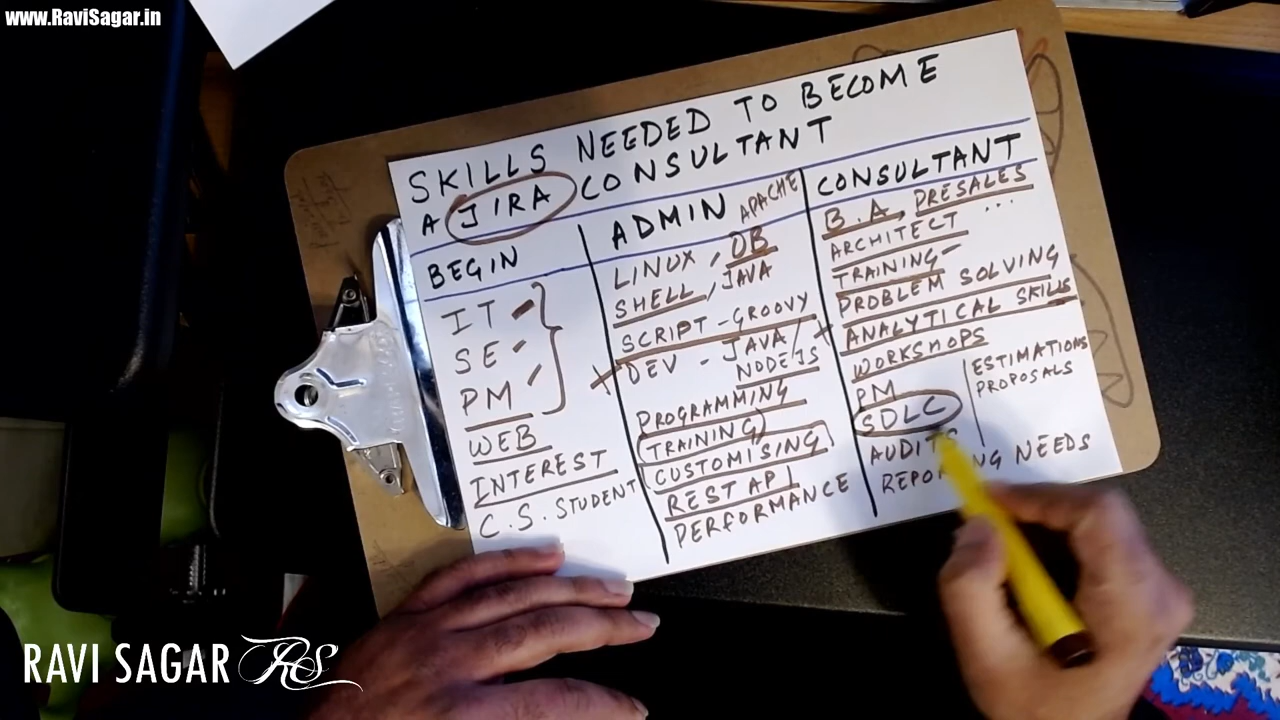 www.RaviSagar.in
SKILLS NEEDED TO BECOME
A JIRA CONSULTANT
BEGIN
IT
SE
PM
WEB
INTEREST
C.S. STUDENT
ADMIN APACHE
LINUX, DB
SHELL, JAVA
SCRIPT - GROOVY
DEV - JAVA/
NODEJS
PROGRAMMING
TRAINING
CUSTOMISING
REST API
PERFORMANCE
CONSULTANT
B.A, PRESALES
ARCHITECT ...
TRAINING
PROBLEM SOLVING
ANALYTICAL SKILLS
WORKSHOPS
PM
SDLC
ESTIMATIONS
PROPOSALS
AUDITS
NEEDS
RAVI SAGAR RS